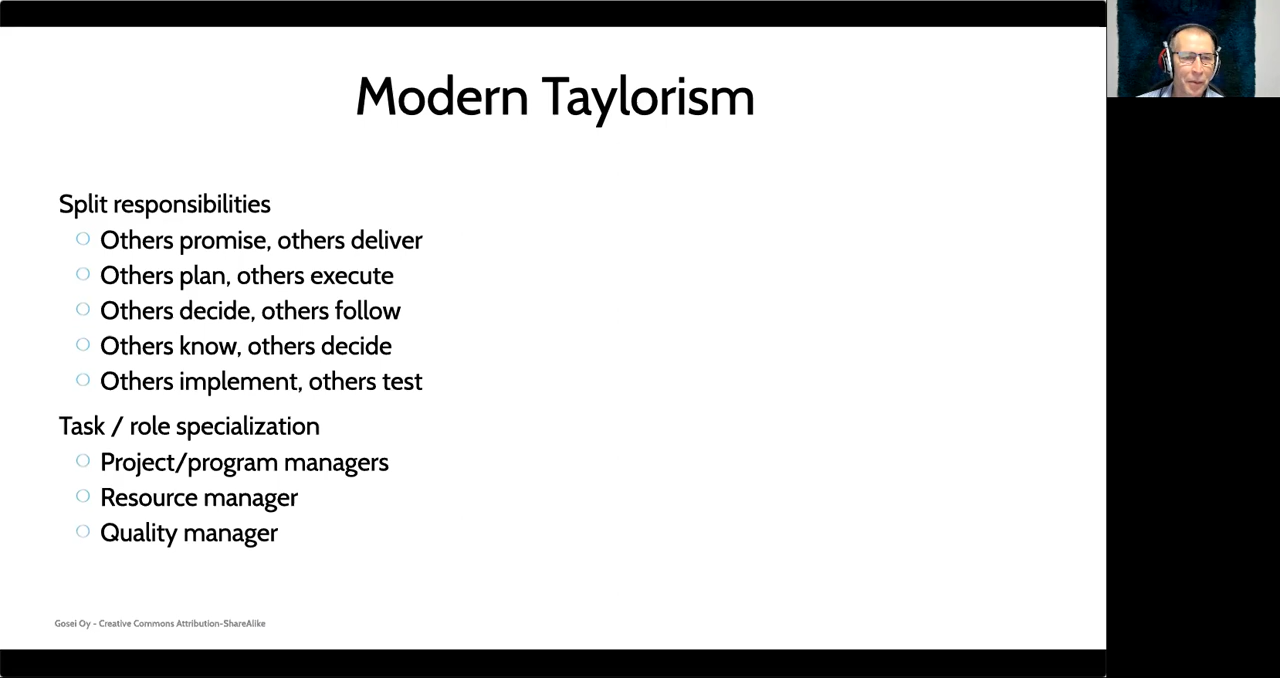 Modern Taylorism
Split responsibilities
Others promise, others deliver
Others plan, others execute
Others decide, others follow
Others know, others decide
Others implement, others test
Task / role specialization
Project/program managers
Resource manager
Quality manager
Gosei Oy - Creative Commons Attribution-ShareAlike